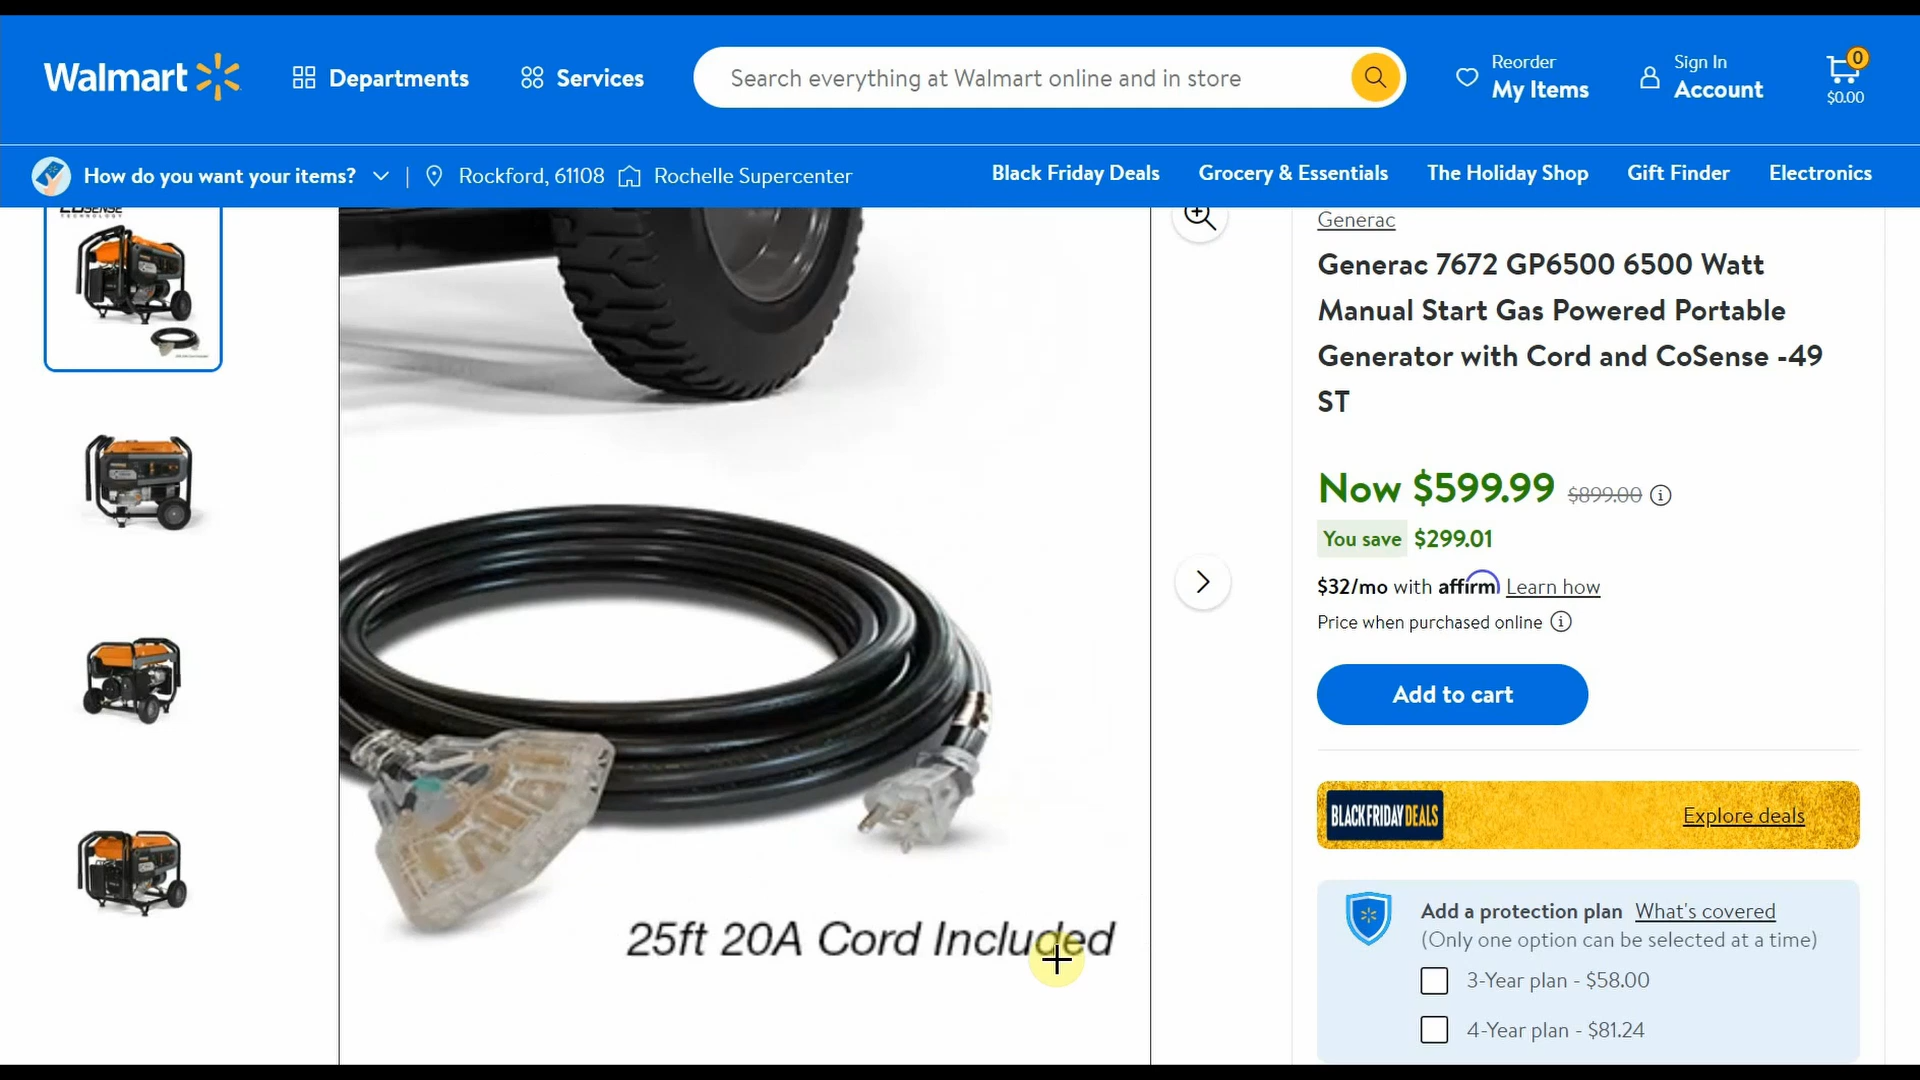 Walmart
Departments
Services
Search everything at Walmart online and in store
Reorder
My Items
Sign In
Account
0
$0.00
How do you want your items?
Rockford, 61108
Rochelle Supercenter
Black Friday Deals
Grocery & Essentials
The Holiday Shop
Gift Finder
Electronics
25ft 20A Cord Included
Generac
Generac 7672 GP6500 6500 Watt
Manual Start Gas Powered Portable
Generator with Cord and CoSense -49
ST
Now $599.99 $899.00
You save $299.01
$32/mo with affirm Learn how
Price when purchased online
Add to cart
BLACK FRIDAY DEALS
Explore deals
Add a protection plan What's covered
(Only one option can be selected at a time)
3-Year plan - $58.00
4-Year plan - $81.24